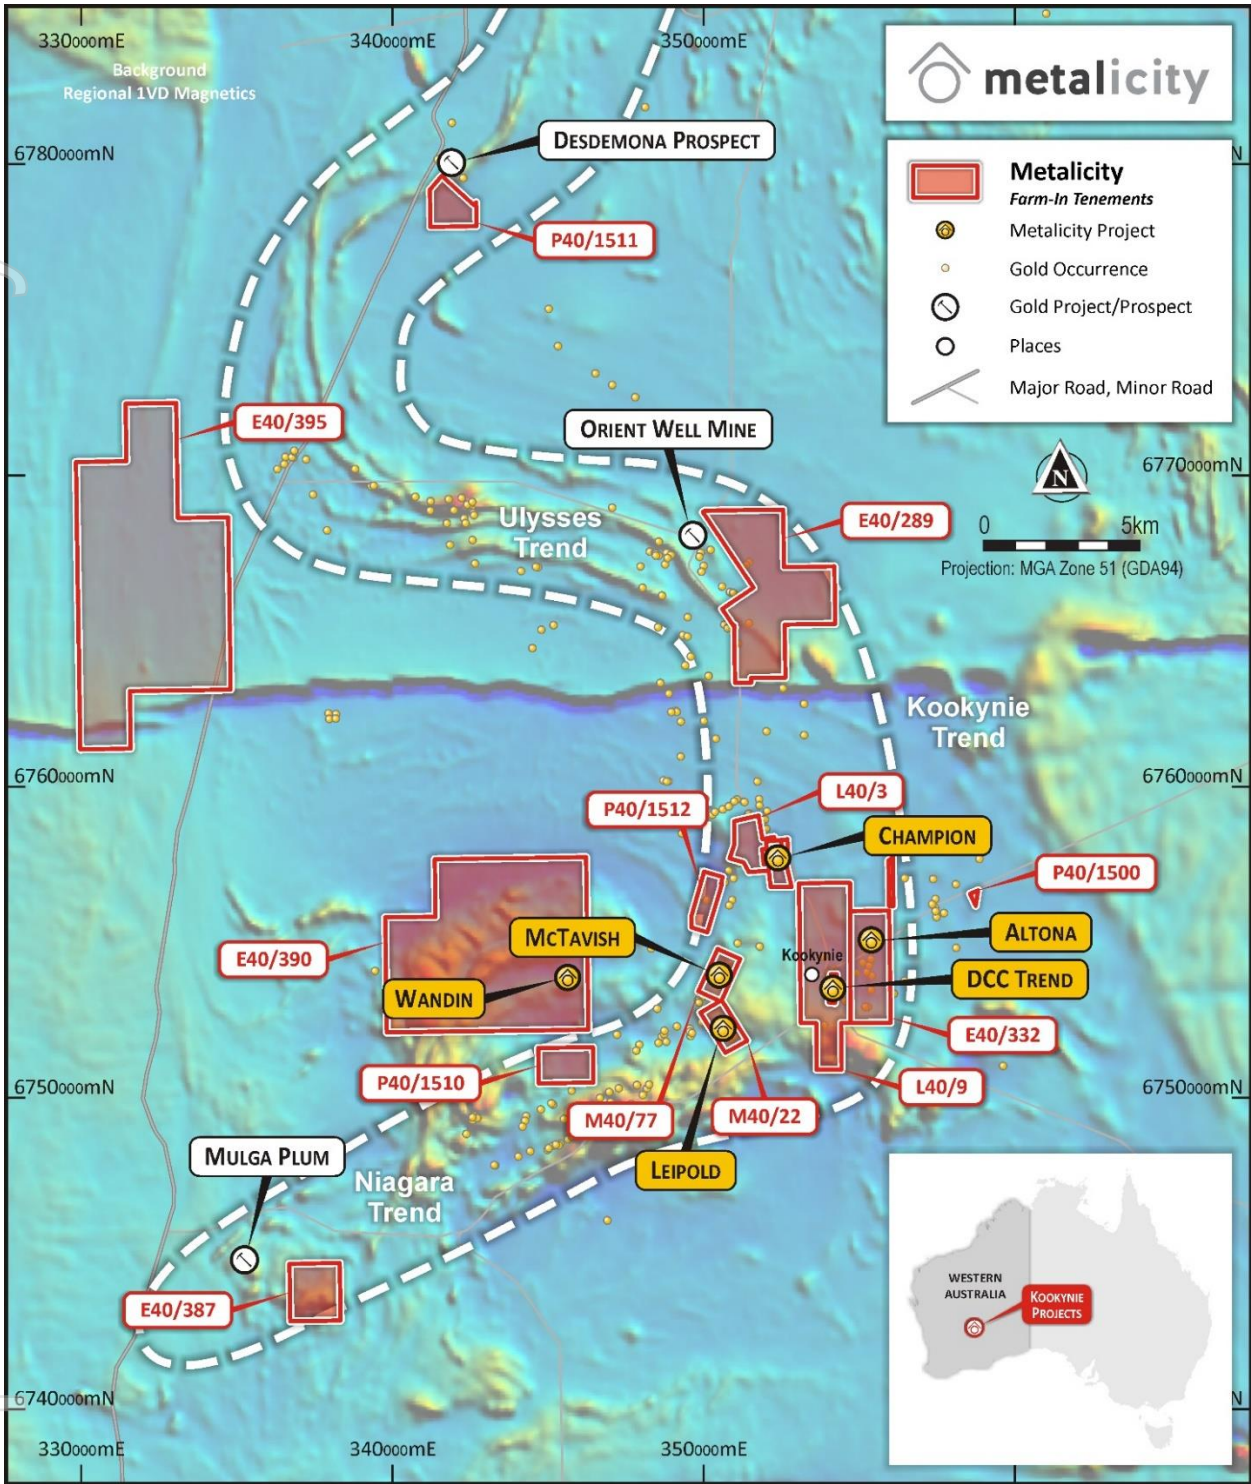 330000mE
340000mE
350000mE
Background
Regional 1VD Magnetics
metalicity
6780000mN
N
DESDEMONA PROSPECT
P40/1511
Metalicity
Farm-In Tenements
Metalicity Project
Gold Occurrence
Gold Project/Prospect
Places
Major Road, Minor Road
E40/395
ORIENT WELL MINE
N
6770000mN
Ulysses
Trend
E40/289
0
5km
Projection: MGA Zone 51 (GDA94)
Kookynie
Trend
6760000mN
6760000mN
P40/1512
L40/3
CHAMPION
P40/1500
MCTAVISH
ALTONA
E40/390
Kookynie
WANDIN
DCC TREND
E40/332
P40/1510
L40/9
6750000mN
6750000mN
M40/77
M40/22
MULGA PLUM
LEIPOLD
Niagara
Trend
E40/387
WESTERN
AUSTRALIA
KOOKYNIE
PROJECTS
6740000mN
N
330000mE
340000mE
350000mE